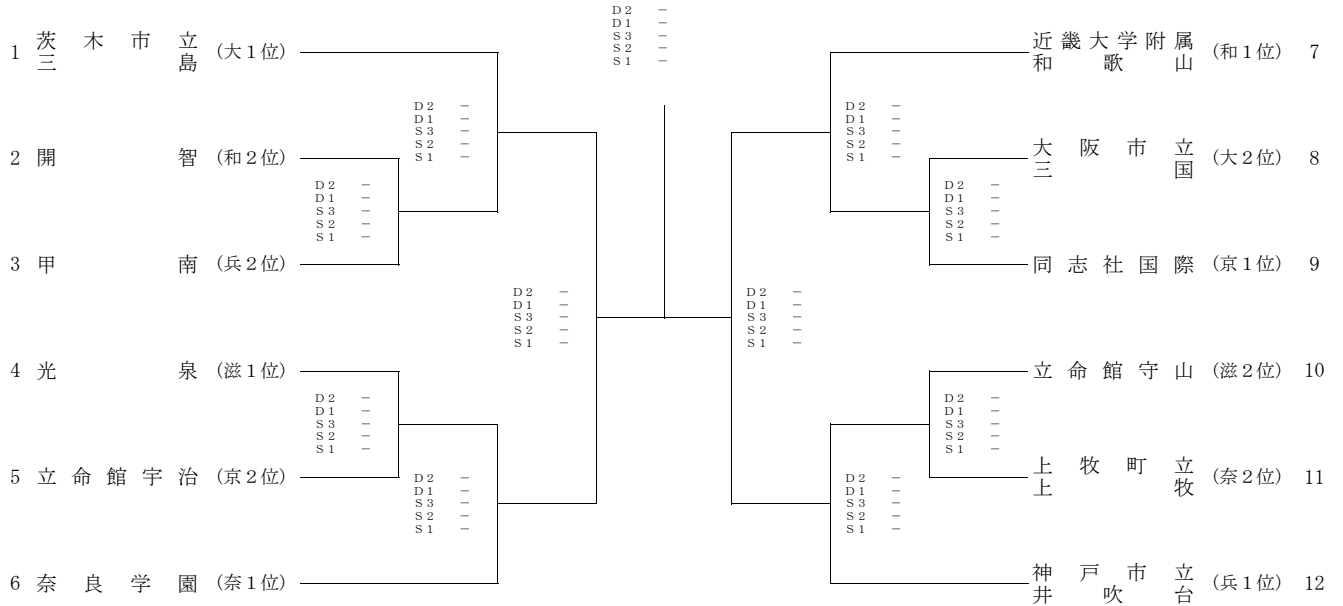 D2 －
D1 －
S3 －
S2 －
S1 －
1 茨木市立三島 (大1位)
D2 －
D1 －
S3 －
S2 －
S1 －
2 開智 (和2位)
D2 －
D1 －
S3 －
S2 －
S1 －
3 甲南 (兵2位)
D2 －
D1 －
S3 －
S2 －
S1 －
4 光泉 (滋1位)
D2 －
D1 －
S3 －
S2 －
S1 －
5 立命館宇治 (京2位)
D2 －
D1 －
S3 －
S2 －
S1 －
6 奈良学園 (奈1位)
近畿大学附属和歌山 (和1位) 7
D2 －
D1 －
S3 －
S2 －
S1 －
大阪市立三国 (大2位) 8
D2 －
D1 －
S3 －
S2 －
S1 －
同志社国際 (京1位) 9
D2 －
D1 －
S3 －
S2 －
S1 －
立命館守山 (滋2位) 10
D2 －
D1 －
S3 －
S2 －
S1 －
上牧町立上牧 (奈2位) 11
D2 －
D1 －
S3 －
S2 －
S1 －
神戸市立井吹台 (兵1位) 12